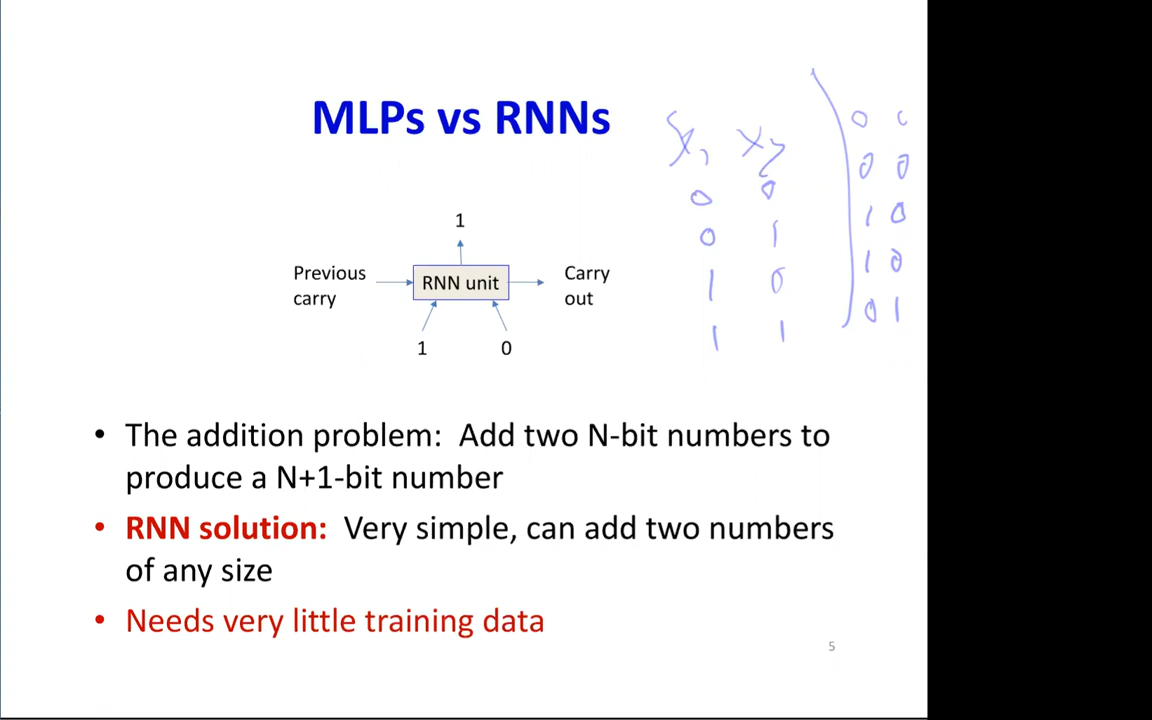 MLPs vs RNNs
X1 X2
0 0
0 1
1 0
1 1
0
0 0
1 0
1 0
0 1
1
Previous carry
RNN unit
Carry out
1 0
• The addition problem: Add two N-bit numbers to
produce a N+1-bit number
• RNN solution: Very simple, can add two numbers
of any size
• Needs very little training data
5